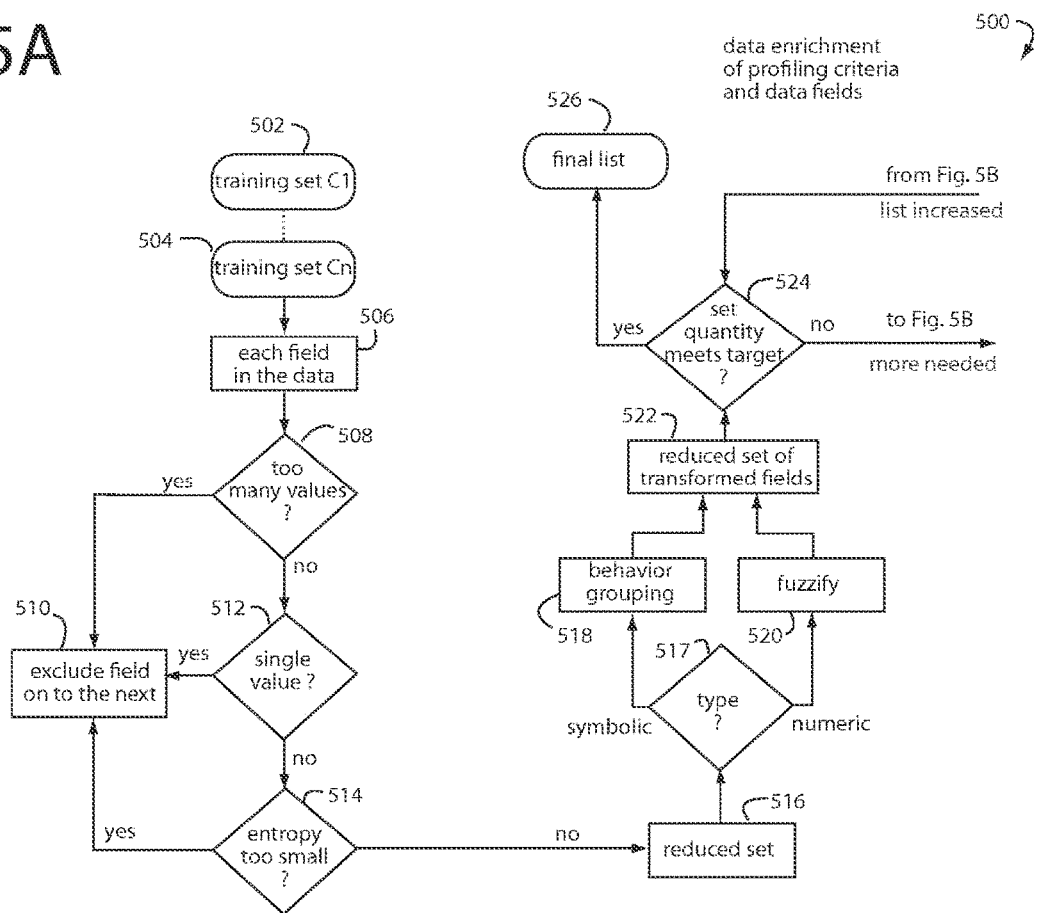 5A
500
data enrichment
of profiling criteria
and data fields
502
training set C1
504
training set Cn
506
each field
in the data
508
too
many values
?
yes
no
510
exclude field
on to the next
512
single
value ?
yes
no
514
entropy
too small
?
yes
no
516
reduced set
517
type
?
symbolic
numeric
518
behavior
grouping
520
fuzzify
522
reduced set of
transformed fields
524
set
quantity
meets target
?
yes
no
526
final list
from Fig. 5B
list increased
to Fig. 5B
more needed